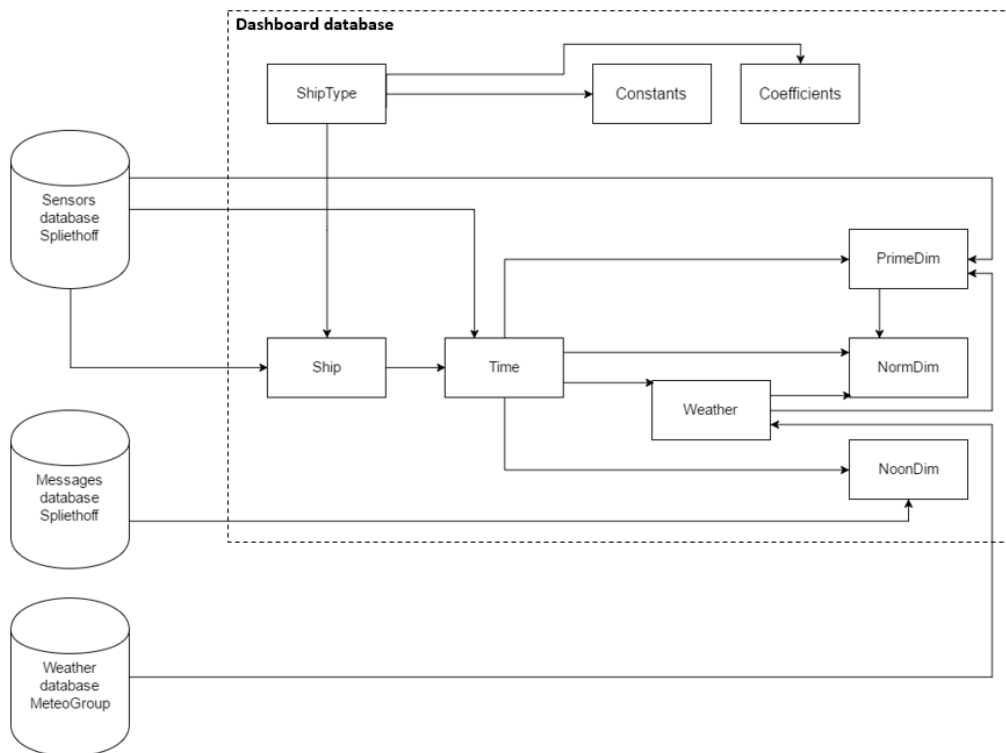 Dashboard database
ShipType
Constants
Coefficients
Sensors
database
Spliethoff
PrimeDim
Ship
Time
NormDim
Weather
Messages
database
Spliethoff
NoonDim
Weather
database
MeteoGroup